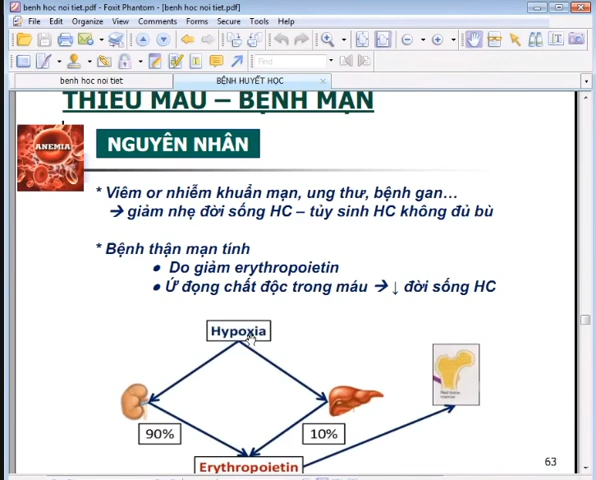 benh hoc noi tiet.pdf - Foxit Phantom - [benh hoc noi tiet.pdf]
File Edit Organize View Comments Forms Secure Tools Help
Find
benh hoc noi tiet
BỆNH HUYẾT HỌC
THIẾU MÁU – BỆNH MẠN
ANEMIA
NGUYÊN NHÂN
* Viêm or nhiễm khuẩn mạn, ung thư, bệnh gan…
→ giảm nhẹ đời sống HC – tủy sinh HC không đủ bù
* Bệnh thận mạn tính
● Do giảm erythropoietin
● Ứ đọng chất độc trong máu → ↓ đời sống HC
Hypoxia
90%
10%
Erythropoietin
63